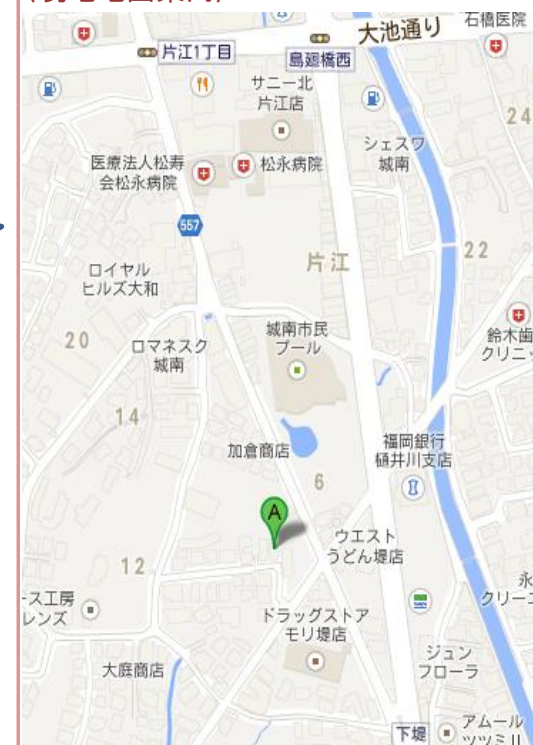 大池通り
石橋医院
片江1丁目
島廻橋西
サニー北
片江店
24
シェスワ
城南
医療法人松寿
会松永病院
松永病院
557
22
片江
ロイヤル
ヒルズ大和
城南市民
プール
鈴木歯
クリニッ
20
ロマネスク
城南
14
加倉商店
福岡銀行
樋井川支店
6
A
ウエスト
うどん堤店
12
永
クリーニ
ース工房
レンズ
ドラッグストア
モリ堤店
大庭商店
ジュン
フローラ
下堤
アムール